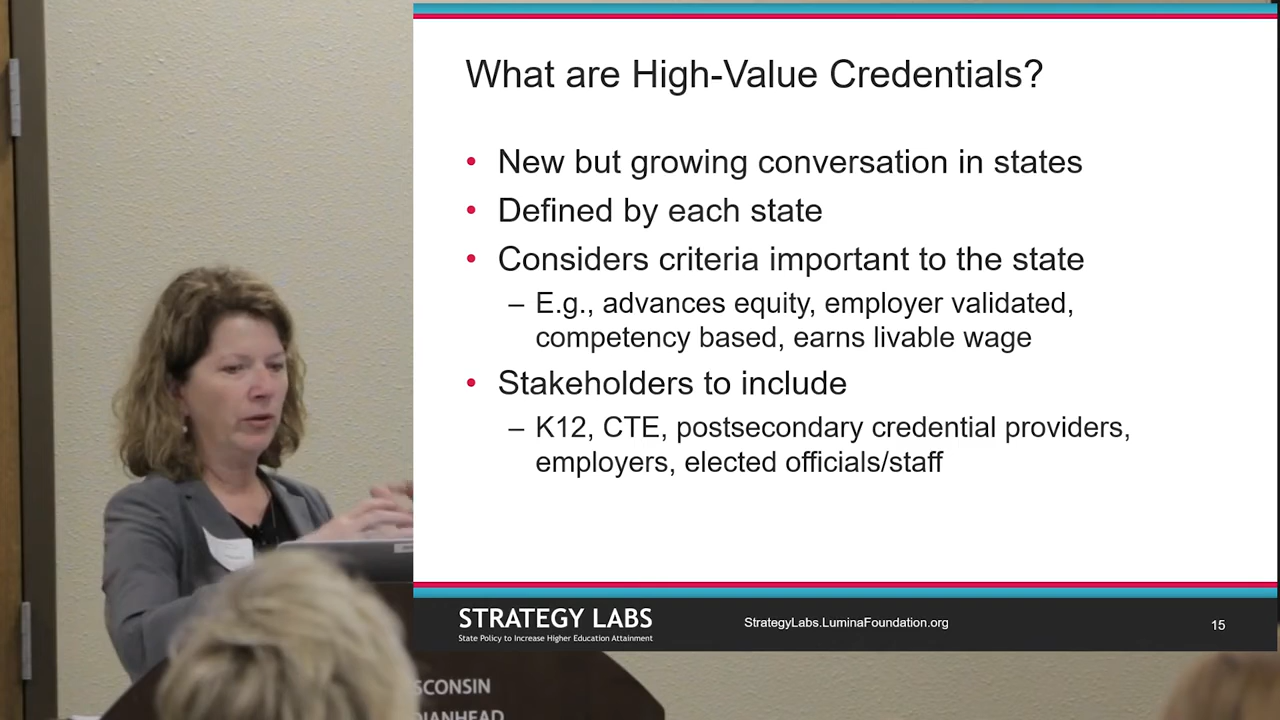 What are High-Value Credentials?
• New but growing conversation in states
• Defined by each state
• Considers criteria important to the state
– E.g., advances equity, employer validated,
competency based, earns livable wage
• Stakeholders to include
– K12, CTE, postsecondary credential providers,
employers, elected officials/staff
STRATEGY LABS
State Policy to Increase Higher Education Attainment
StrategyLabs.LuminaFoundation.org
15
SCONSIN
DIANHEAD